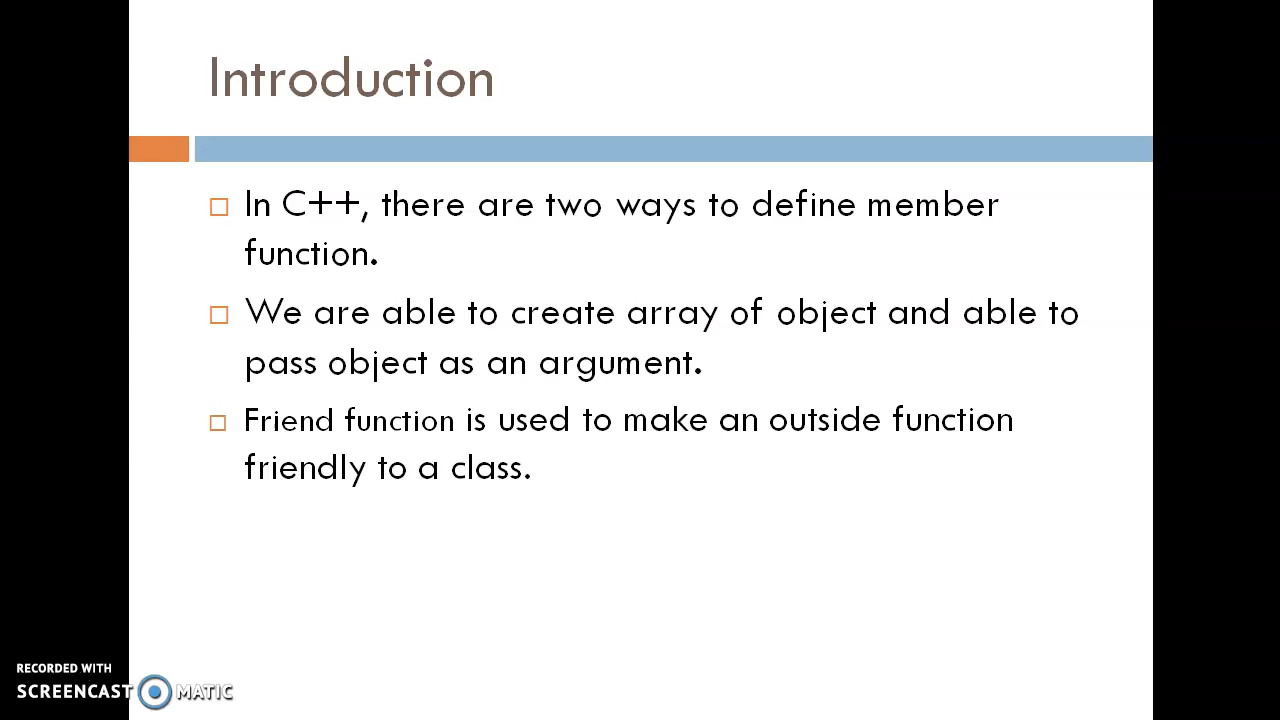 Introduction
In C++, there are two ways to define member
function.
We are able to create array of object and able to
pass object as an argument.
Friend function is used to make an outside function
friendly to a class.
RECORDED WITH
SCREENCAST MATIC